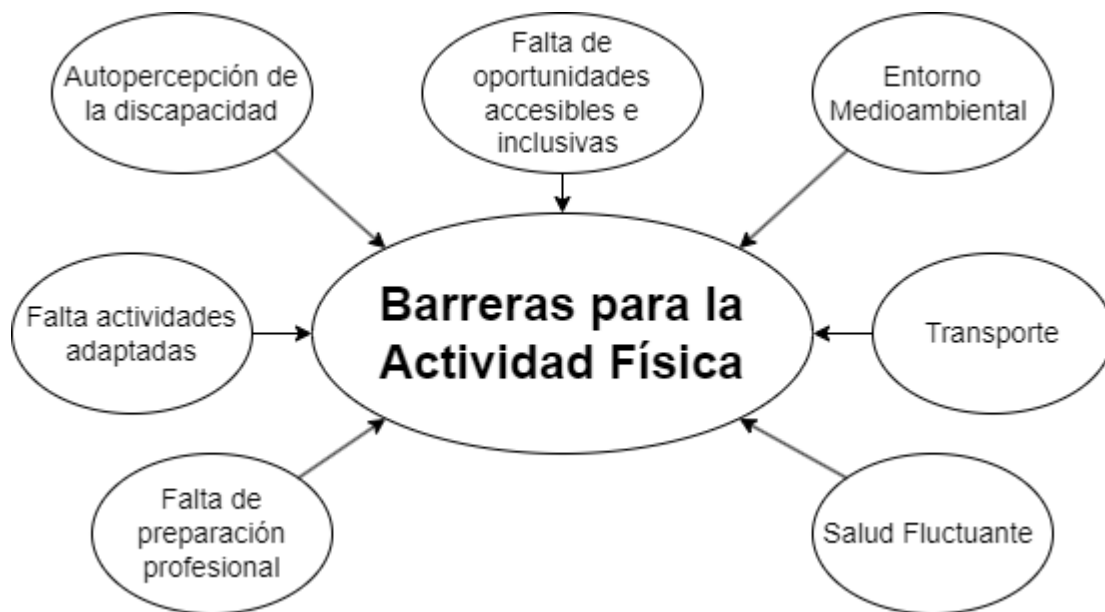 Autopercepción de
la discapacidad
Falta de
oportunidades
accesibles e
inclusivas
Entorno
Medioambiental
Falta actividades
adaptadas
Barreras para la
Actividad Física
Transporte
Falta de
preparación
profesional
Salud Fluctuante